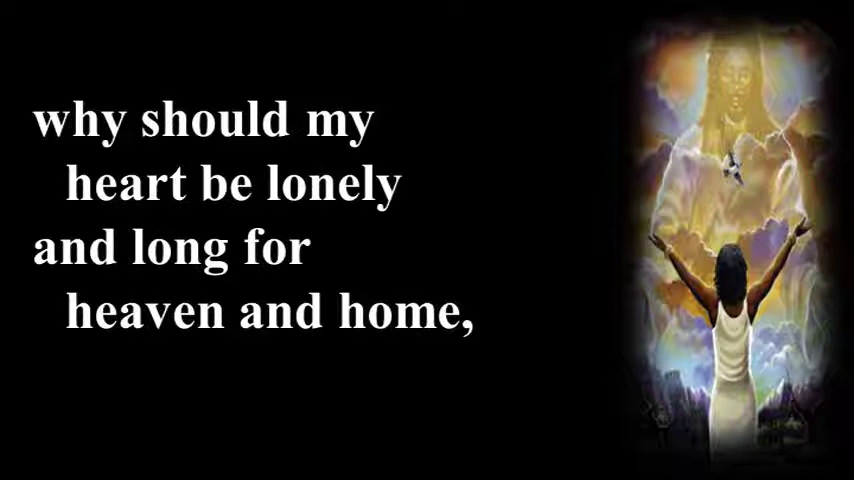 why should my
heart be lonely
and long for
heaven and home,